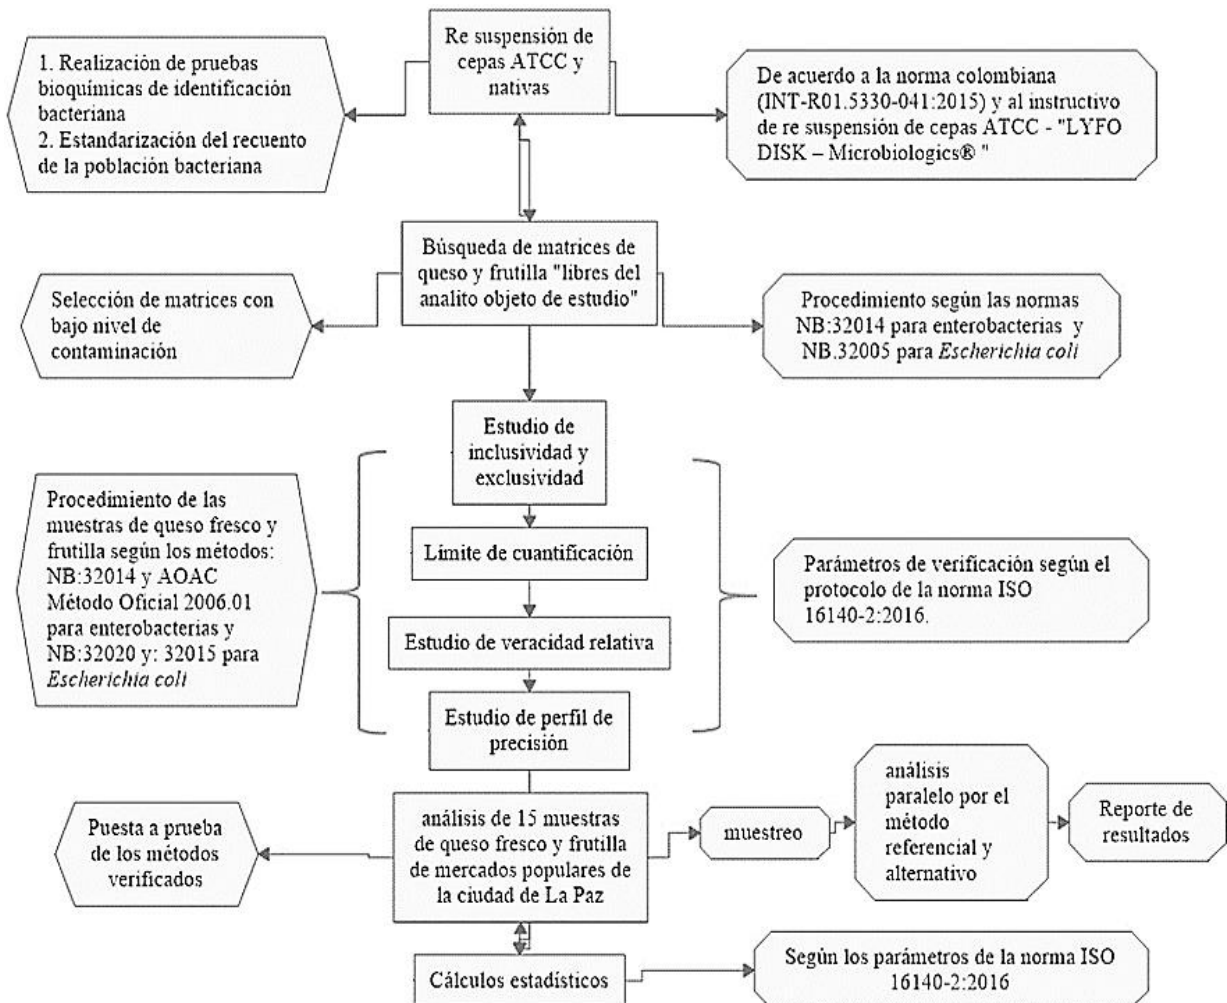 Re suspensión de
cepas ATCC y
nativas
1. Realización de pruebas
bioquímicas de identificación
bacteriana
2. Estandarización del recuento
de la población bacteriana
De acuerdo a la norma colombiana
(INT-R01.5330-041:2015) y al instructivo
de re suspensión de cepas ATCC - "LYFO
DISK – Microbiologics® "
Búsqueda de matrices de
queso y frutilla "libres del
analito objeto de estudio"
Selección de matrices con
bajo nivel de
contaminación
Procedimiento según las normas
NB:32014 para enterobacterias y
NB.32005 para Escherichia coli
Estudio de
inclusividad y
exclusividad
Procedimiento de las
muestras de queso fresco y
frutilla según los métodos:
NB:32014 y AOAC
Método Oficial 2006.01
para enterobacterias y
NB:32020 y: 32015 para
Escherichia coli
Límite de cuantificación
Parámetros de verificación según el
protocolo de la norma ISO
16140-2:2016.
Estudio de veracidad relativa
Estudio de perfil de
precisión
análisis de 15 muestras
de queso fresco y frutilla
de mercados populares de
la ciudad de La Paz
Puesta a prueba
de los métodos
verificados
muestreo
análisis
paralelo por el
método
referencial y
alternativo
Reporte de
resultados
Cálculos estadísticos
Según los parámetros de la norma ISO
16140-2:2016